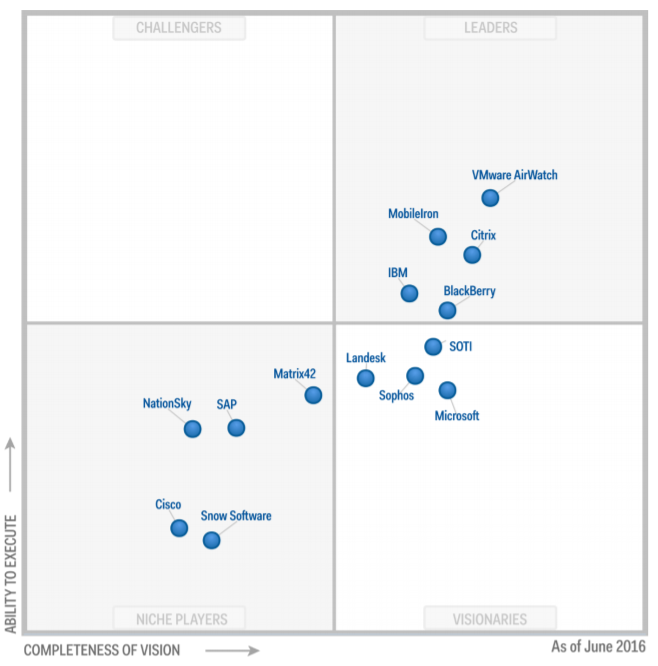 CHALLENGERS
LEADERS
VMware AirWatch
MobileIron
Citrix
IBM
BlackBerry
SOTI
Landesk
Sophos
Microsoft
Matrix42
NationSky
SAP
Cisco
Snow Software
NICHE PLAYERS
VISIONARIES
ABILITY TO EXECUTE
COMPLETENESS OF VISION
As of June 2016